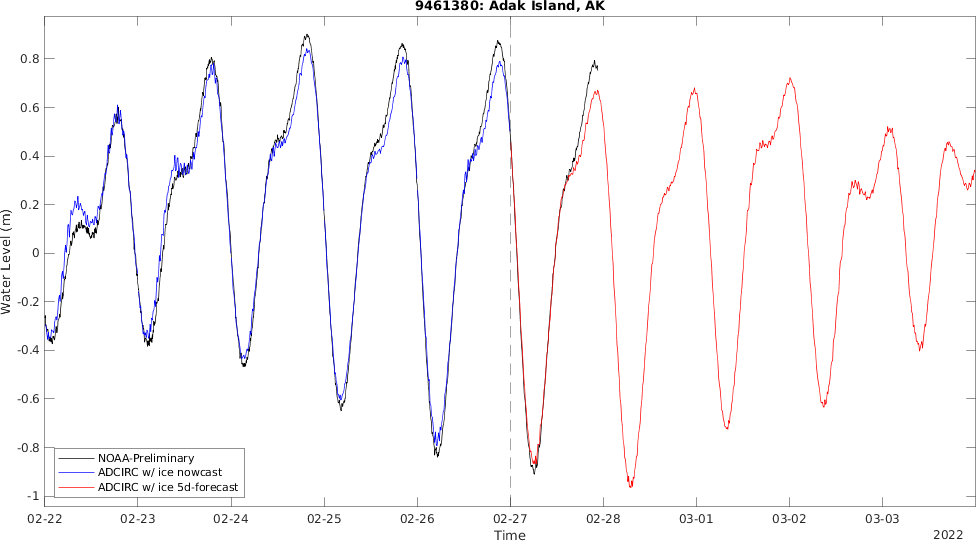 9461380: Adak Island, AK
0.8
0.6
0.4
0.2
0
-0.2
-0.4
-0.6
-0.8
-1
Water Level (m)
NOAA-Preliminary
ADCIRC w/ ice nowcast
ADCIRC w/ ice 5d-forecast
02-22 02-23 02-24 02-25 02-26 02-27 02-28 03-01 03-02 03-03
Time
2022